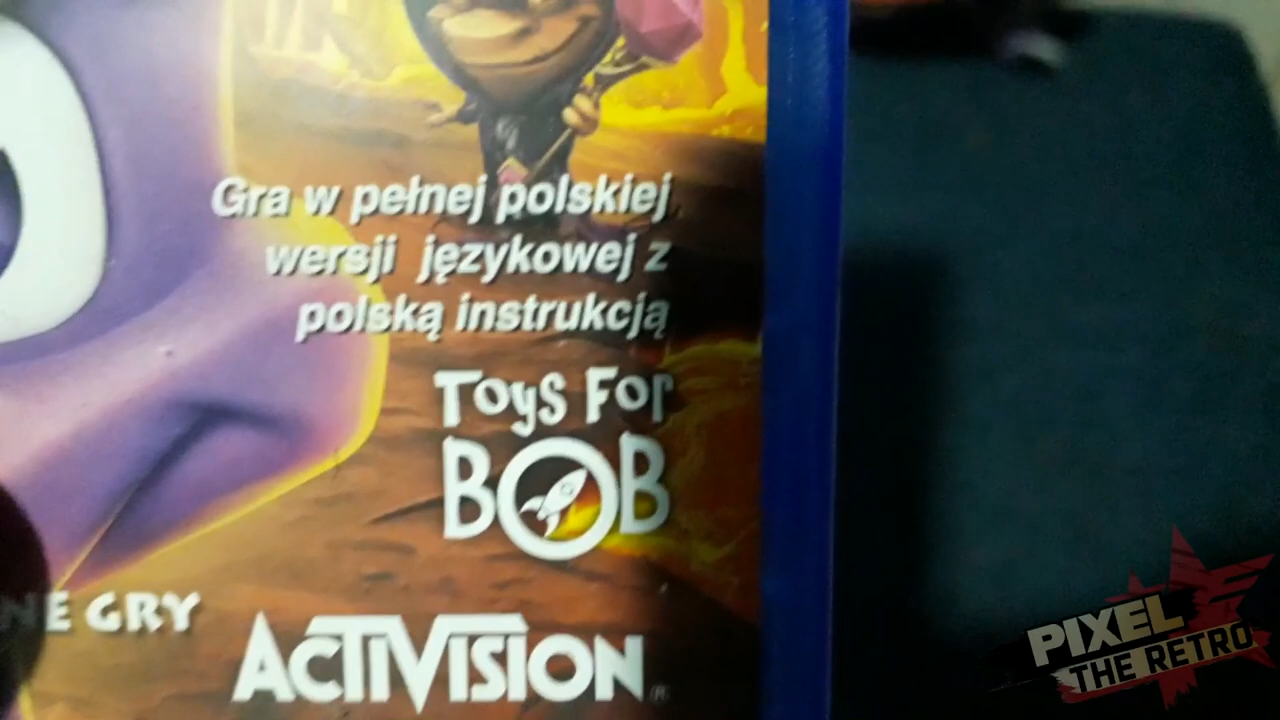 Gra w pełnej polskiej
wersji językowej z
polską instrukcją
Toys For
BOB
NE GRY
ACTIVISION
PIXEL
THE RETRO